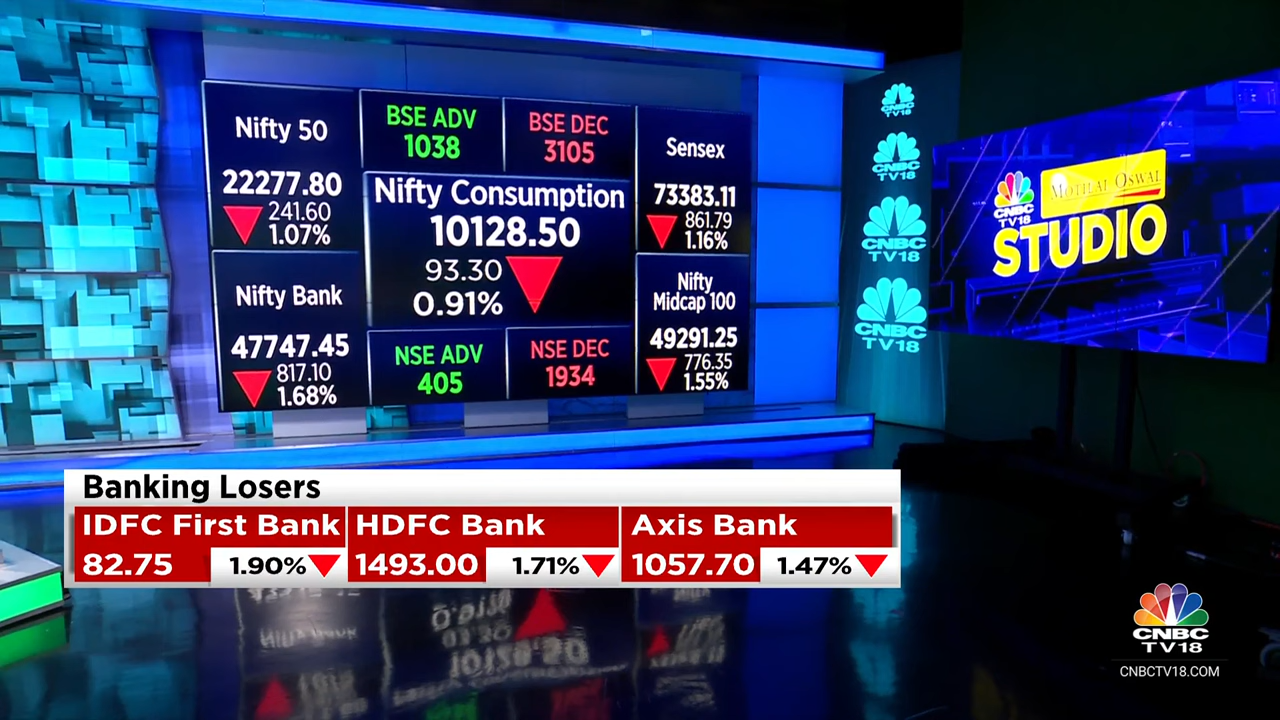 Nifty 50
22277.80
241.60
1.07%
Nifty Bank
47747.45
817.10
1.68%
BSE ADV
1038
BSE DEC
3105
Nifty Consumption
10128.50
93.30
0.91%
NSE ADV
405
NSE DEC
1934
Sensex
73383.11
861.79
1.16%
Nifty
Midcap 100
49291.25
776.35
1.55%
CNBC
TV18
CNBC
TV18
CNBC
TV18
CNBC
TV18
CNBC
TV18
MOTILAL OSWAL
STUDIO
Banking Losers
IDFC First Bank
82.75
1.90%
HDFC Bank
1493.00
1.71%
Axis Bank
1057.70
1.47%
CNBC
TV18
CNBCTV18.COM